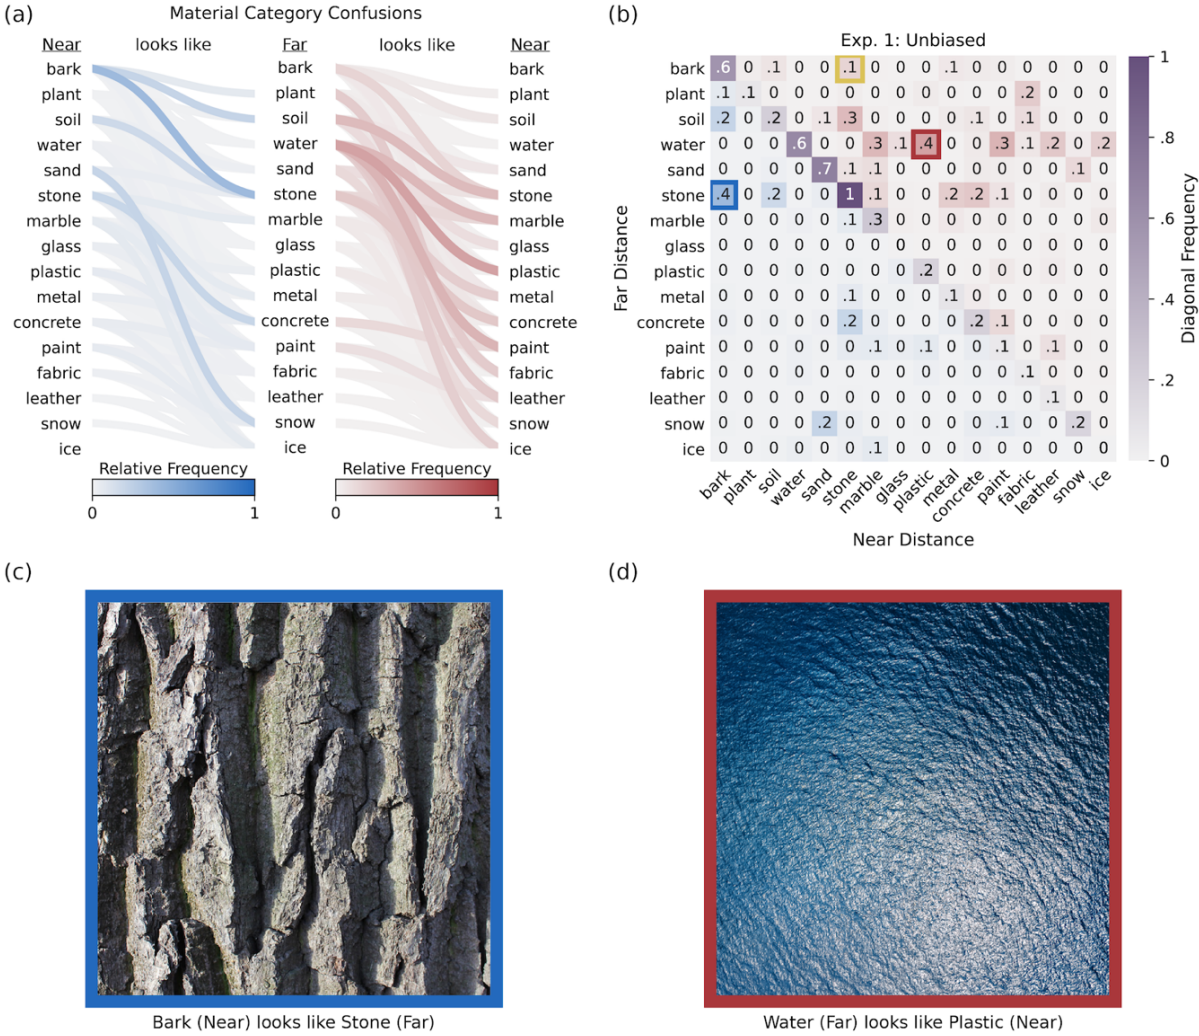 (a)
Material Category Confusions
Near looks like Far looks like Near
bark bark bark
plant plant plant
soil soil soil
water water water
sand sand sand
stone stone stone
marble marble marble
glass glass glass
plastic plastic plastic
metal metal metal
concrete concrete concrete
paint paint paint
fabric fabric fabric
leather leather leather
snow snow snow
ice ice ice
Relative Frequency Relative Frequency
0 1 0 1
(b)
Exp. 1: Unbiased
Far Distance
bark .6 0 .1 0 0 .1 0 0 0 .1 0 0 0 0 0 0
plant .1 .1 0 0 0 0 0 0 0 0 0 0 .2 0 0 0
soil .2 0 .2 0 .1 .3 0 0 0 0 .1 0 .1 0 0 0
water 0 0 0 .6 0 0 .3 .1 .4 0 0 .3 .1 .2 0 .2
sand 0 0 0 0 .7 .1 .1 0 0 0 0 0 0 0 .1 0
stone .4 0 .2 0 0 1 .1 0 0 .2 .2 .1 0 0 0 0
marble 0 0 0 0 0 .1 .3 0 0 0 0 0 0 0 0 0
glass 0 0 0 0 0 0 0 0 0 0 0 0 0 0 0 0
plastic 0 0 0 0 0 0 0 0 .2 0 0 0 0 0 0 0
metal 0 0 0 0 0 .1 0 0 0 .1 0 0 0 0 0 0
concrete 0 0 0 0 0 .2 0 0 0 0 .2 .1 0 0 0 0
paint 0 0 0 0 0 0 .1 0 .1 0 0 .1 0 .1 0 0
fabric 0 0 0 0 0 0 0 0 0 0 0 0 .1 0 0 0
leather 0 0 0 0 0 0 0 0 0 0 0 0 0 .1 0 0
snow 0 0 0 0 .2 0 0 0 0 0 0 .1 0 0 .2 0
ice 0 0 0 0 0 0 .1 0 0 0 0 0 0 0 0 0
bark plant soil water sand stone marble glass plastic metal concrete paint fabric leather snow ice
Near Distance
1
.8
.6
.4
.2
0
Diagonal Frequency
(c)
Bark (Near) looks like Stone (Far)
(d)
Water (Far) looks like Plastic (Near)